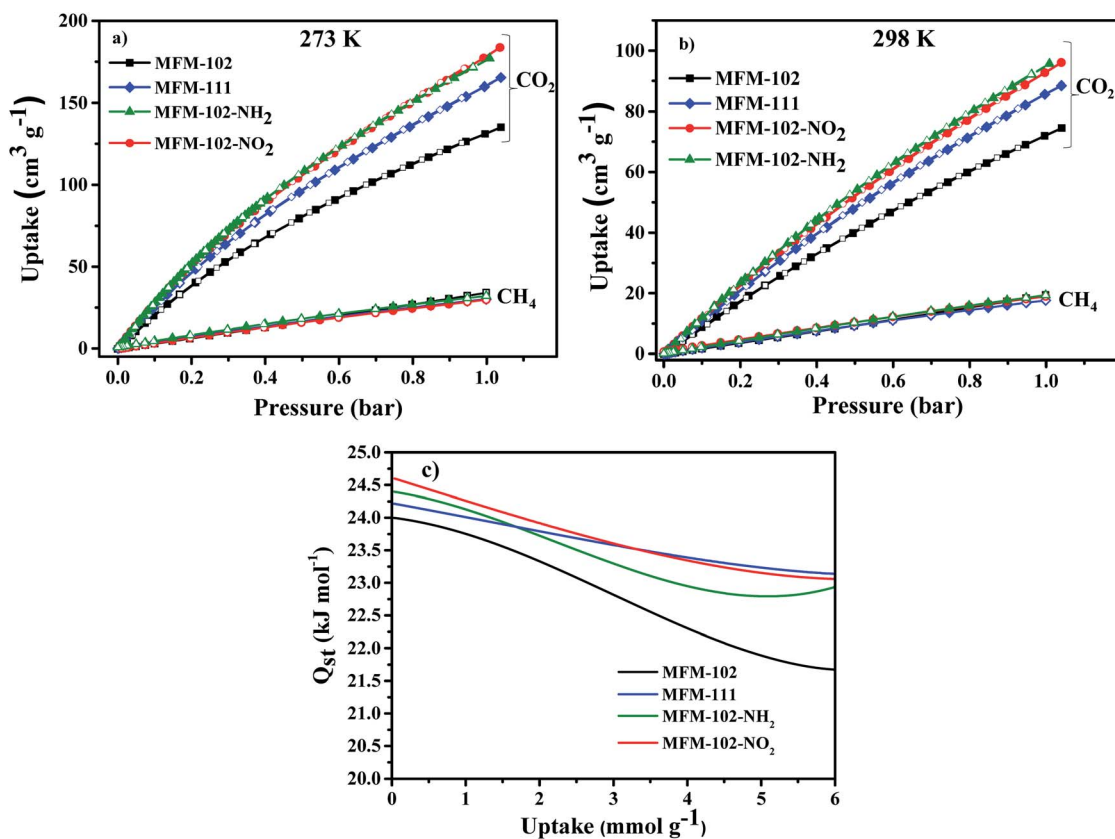 a)
273 K
MFM-102
MFM-111
MFM-102-NH₂
MFM-102-NO₂
CO₂
CH₄
200
150
100
50
0
Uptake (cm³ g⁻¹)
0.0 0.2 0.4 0.6 0.8 1.0
Pressure (bar)
b)
298 K
MFM-102
MFM-111
MFM-102-NO₂
MFM-102-NH₂
CO₂
CH₄
100
80
60
40
20
0
Uptake (cm³ g⁻¹)
0.0 0.2 0.4 0.6 0.8 1.0
Pressure (bar)
c)
25.0
24.5
24.0
23.5
23.0
22.5
22.0
21.5
21.0
20.5
20.0
Qst (kJ mol⁻¹)
MFM-102
MFM-111
MFM-102-NH₂
MFM-102-NO₂
0 1 2 3 4 5 6
Uptake (mmol g⁻¹)